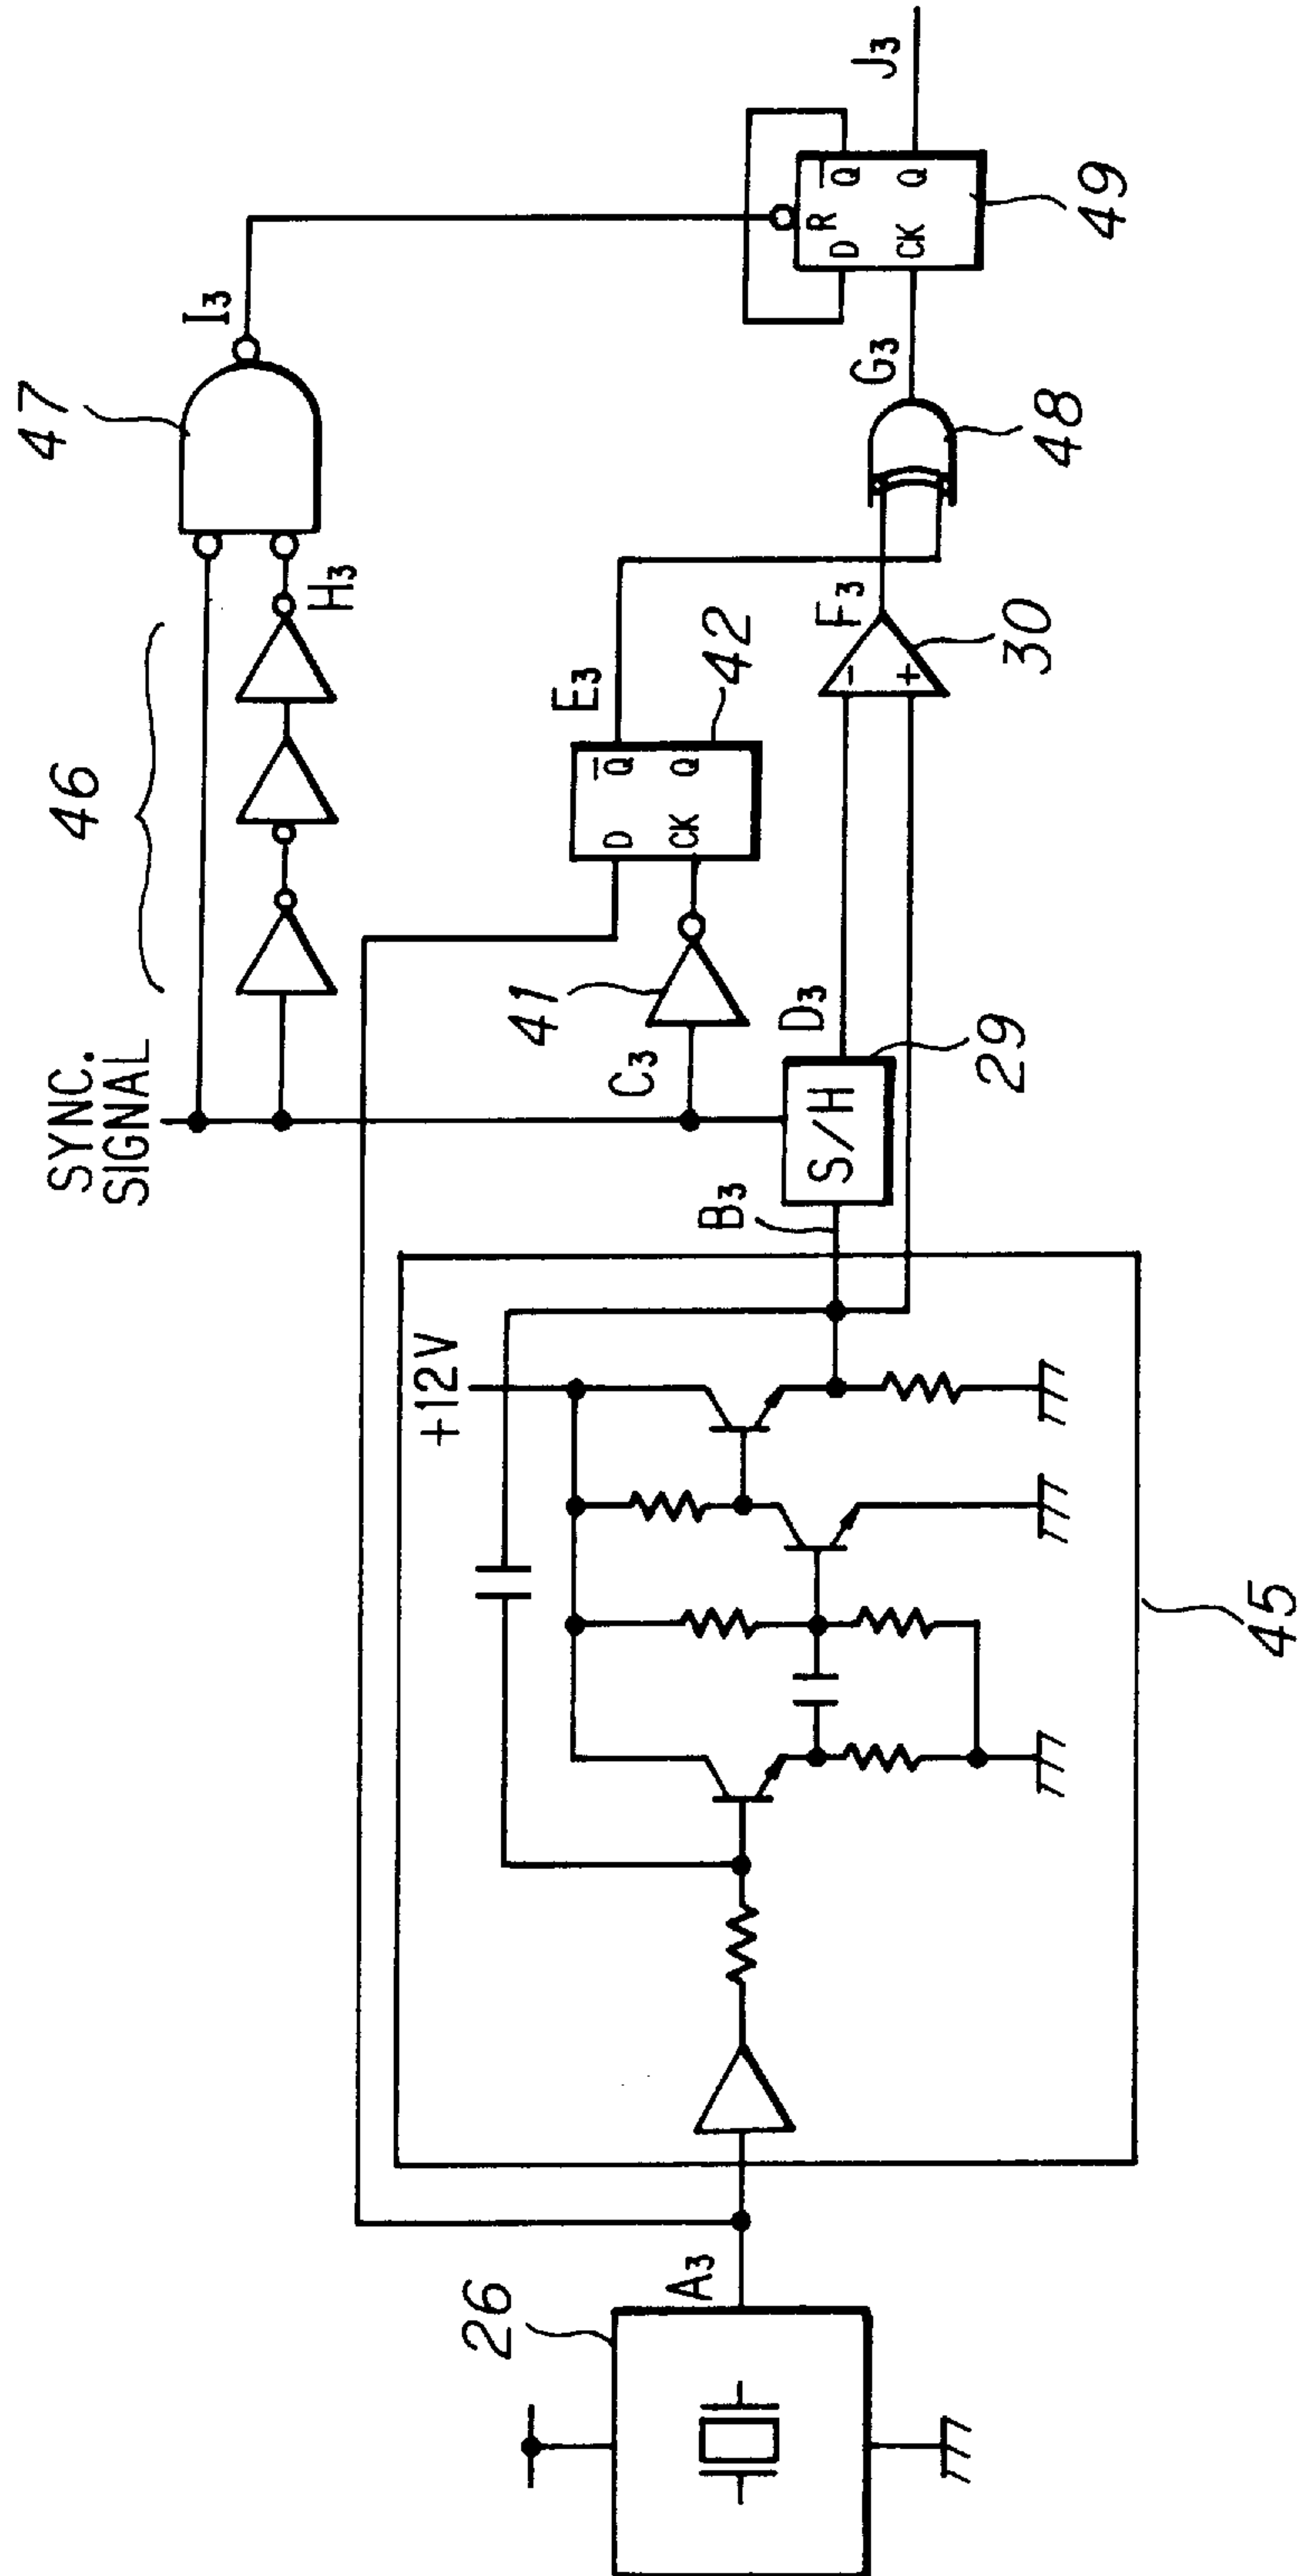 SYNC.
SIGNAL
46
47
H₃
I₃
41
C₃
42
D
Q̅
CK
Q
E₃
26
A₃
45
+12V
B₃
S/H
29
D₃
-
+
30
F₃
48
G₃
R
D
Q̅
CK
Q
49
J₃